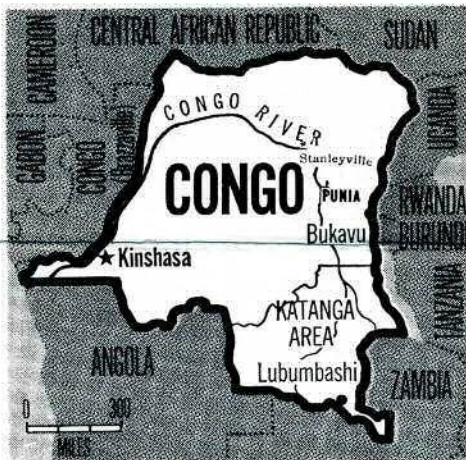 CAMEROON
CENTRAL AFRICAN REPUBLIC
SUDAN
GABON
CONGO
(Brazzaville)
CONGO RIVER
UGANDA
Stanleyville
CONGO
PUNIA
RWANDA
BURUNDI
Bukavu
★ Kinshasa
TANZANIA
KATANGA
AREA
ANGOLA
Lubumbashi
ZAMBIA
0 300
MILES